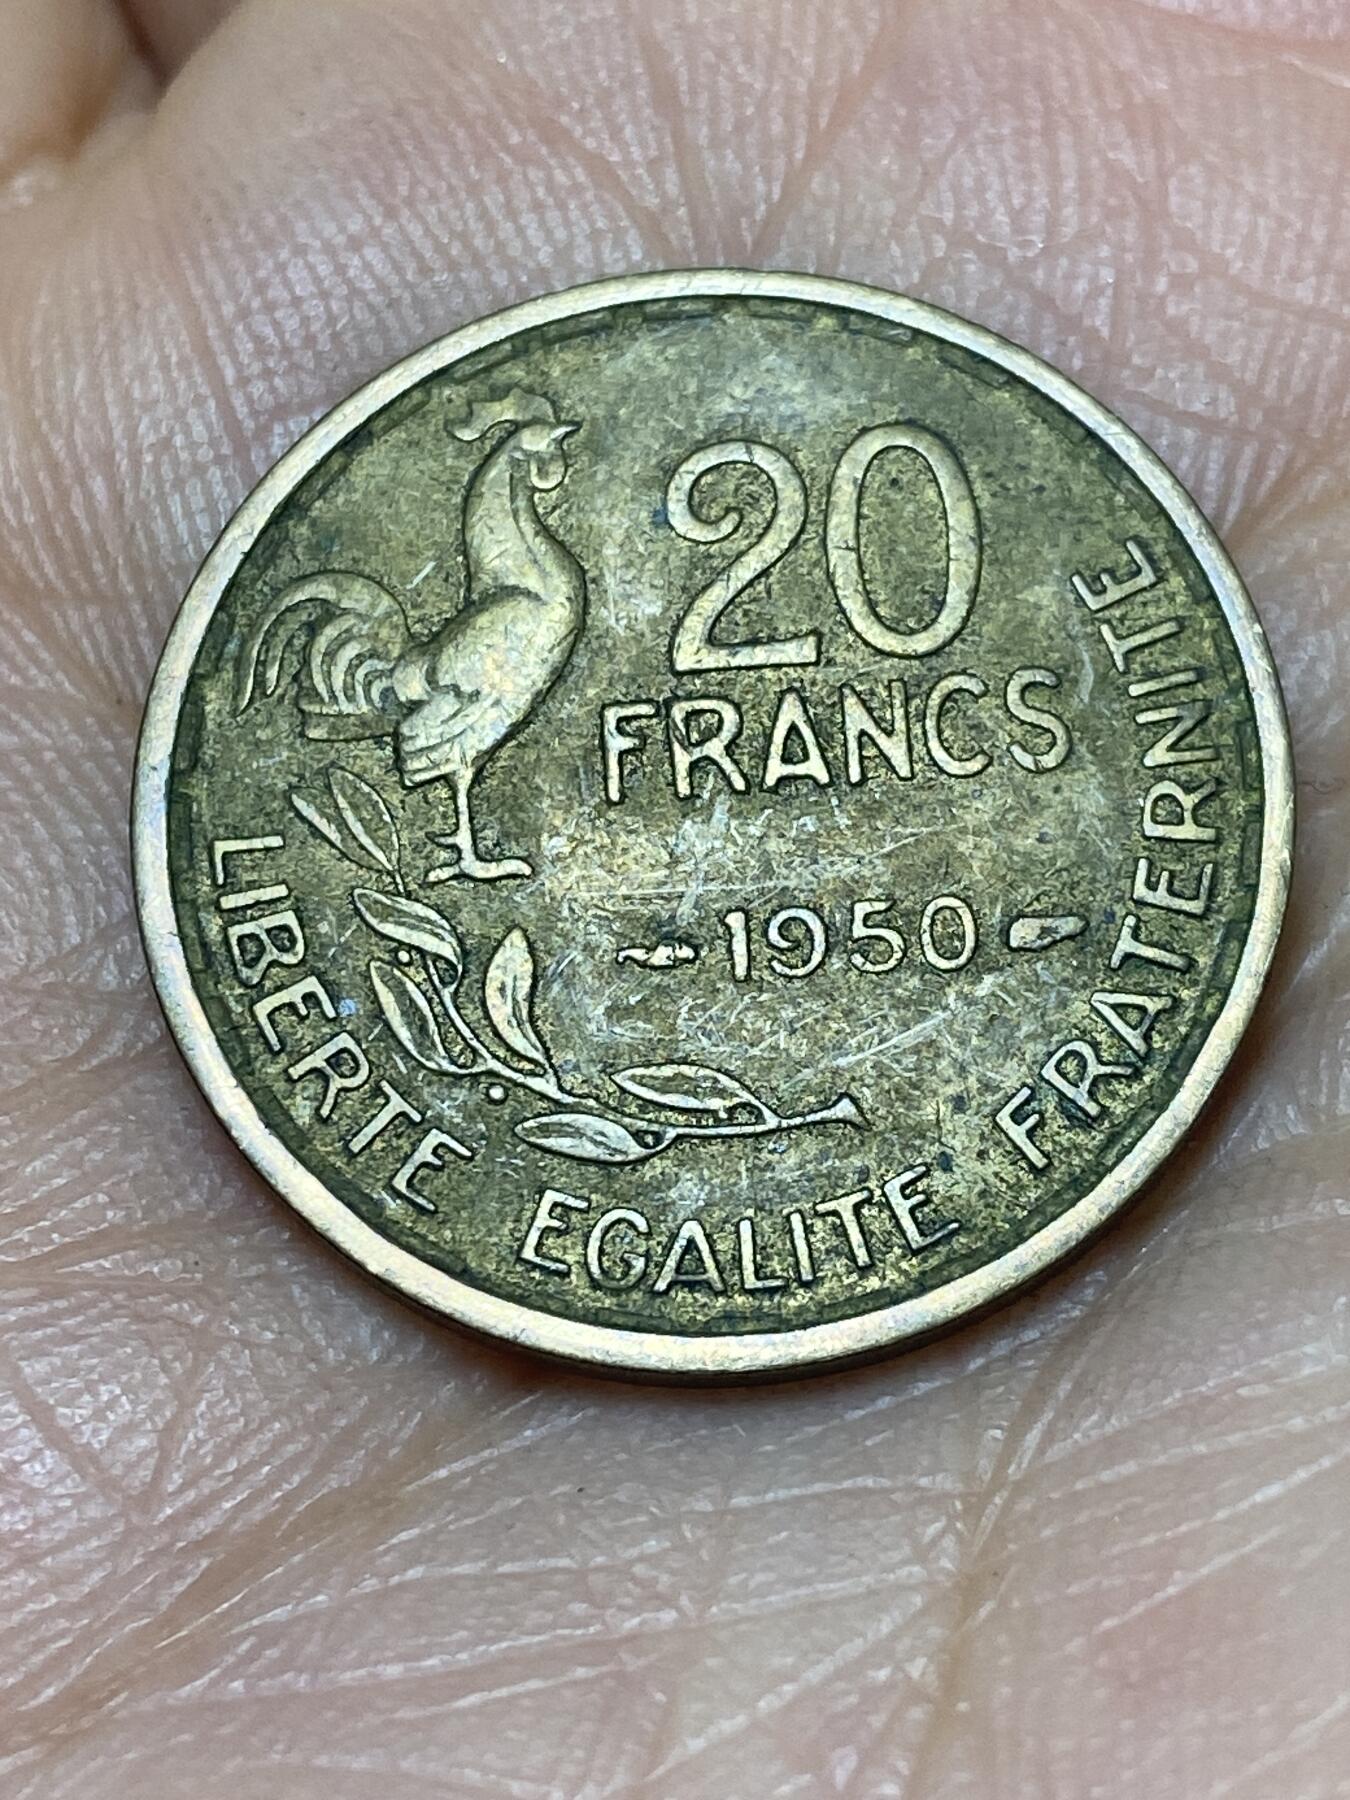 20
FRANCS
1950
LIBERTE EGALITE FRATERNITE